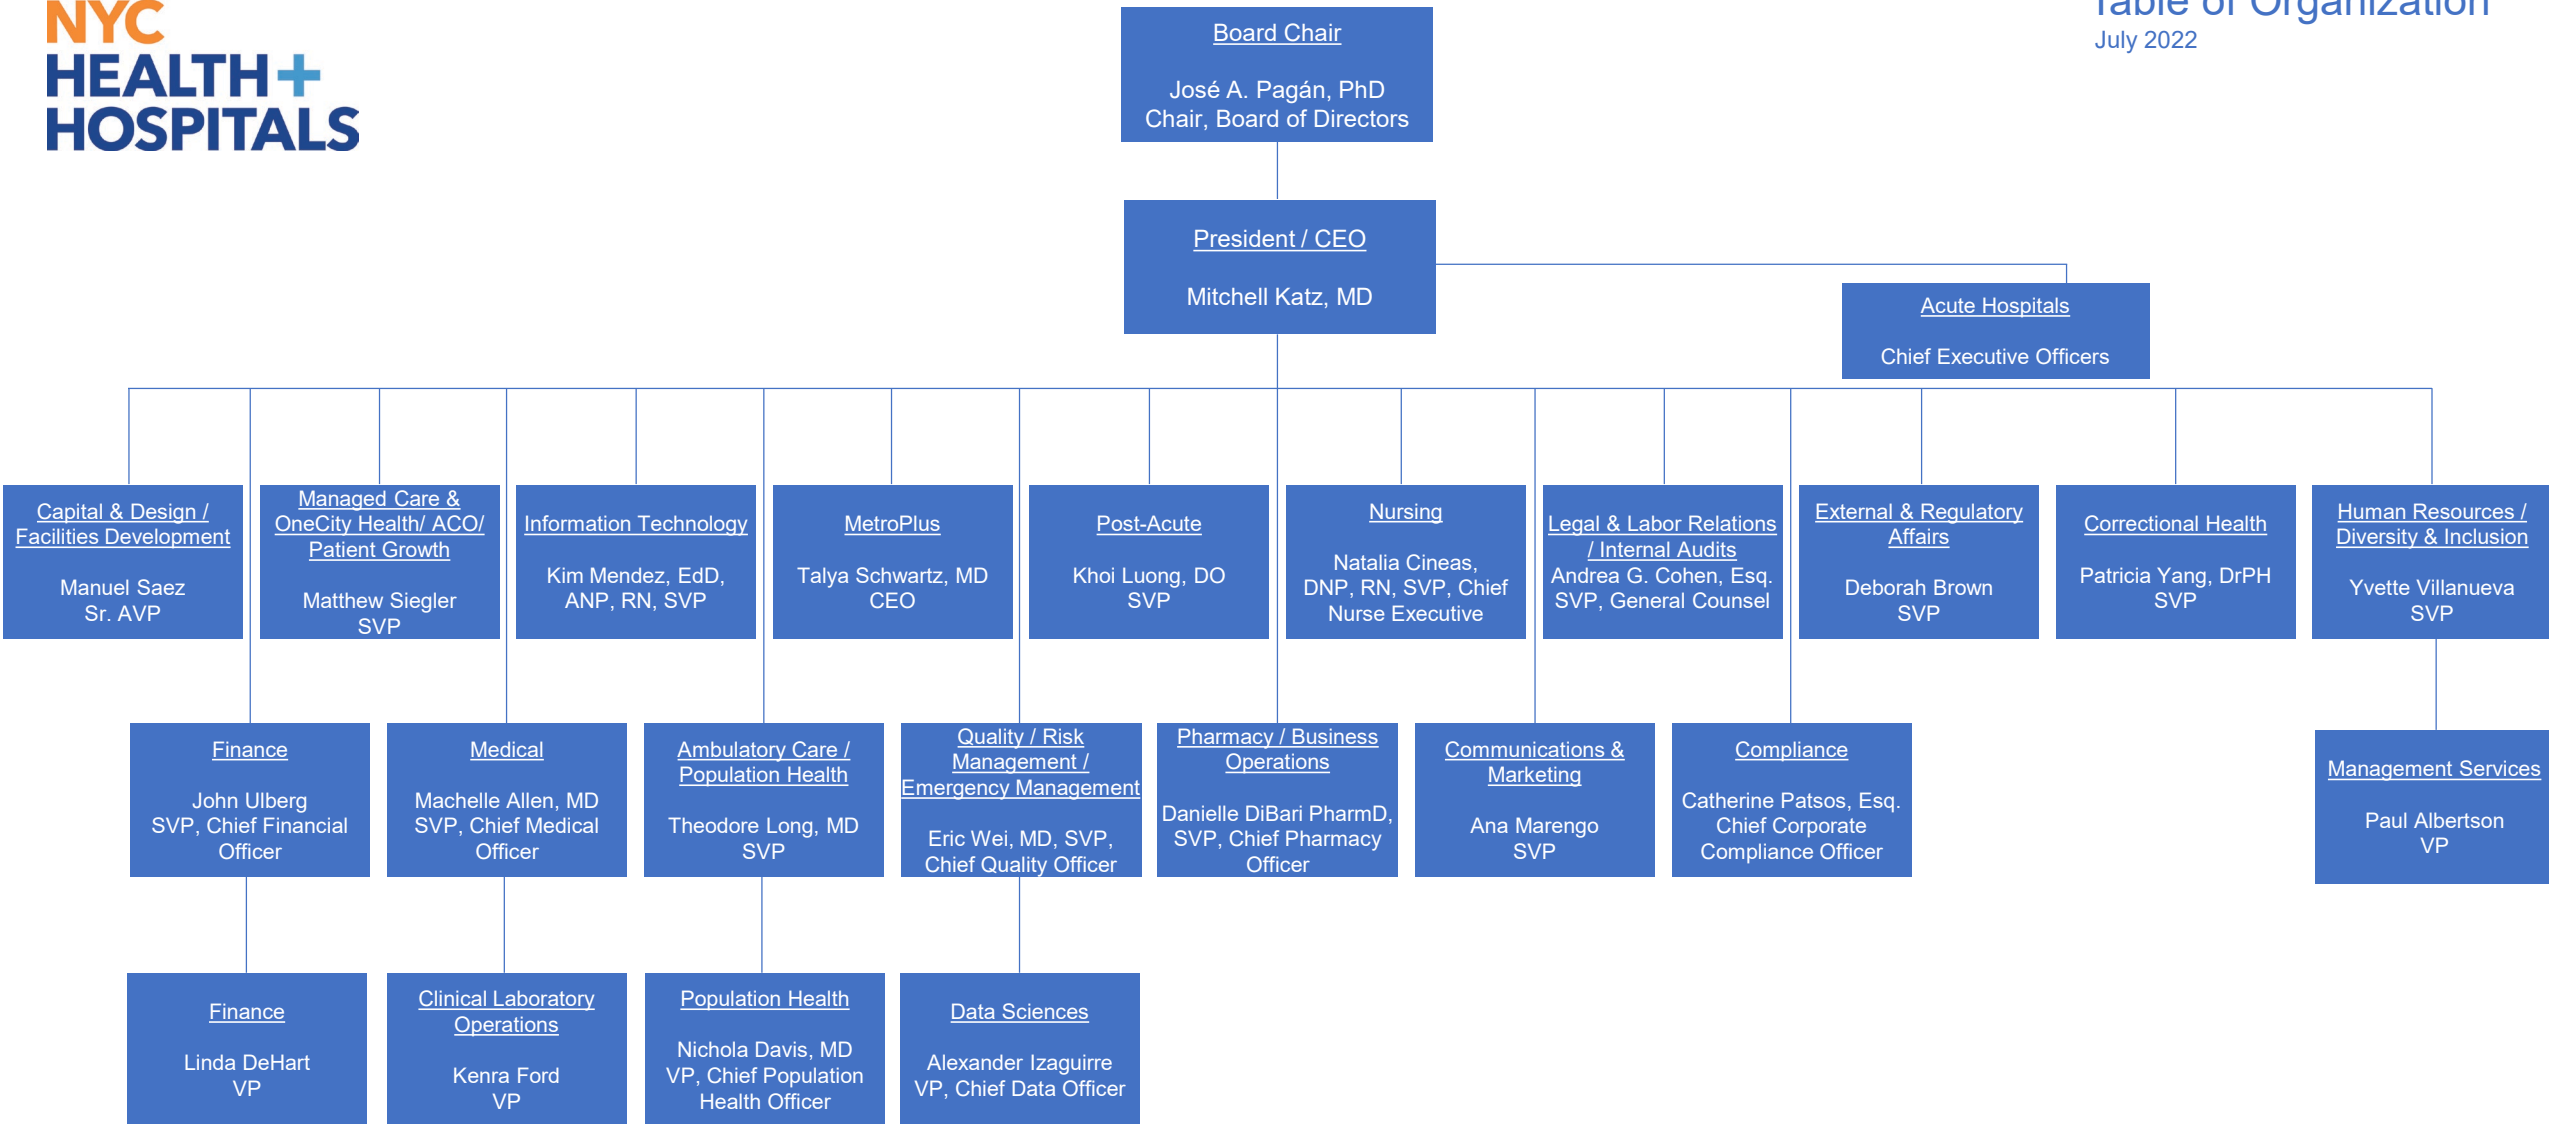 NYC
HEALTH+
HOSPITALS
Table of Organization
July 2022
Board Chair
José A. Pagán, PhD
Chair, Board of Directors
President / CEO
Mitchell Katz, MD
Acute Hospitals
Chief Executive Officers
Capital & Design /
Facilities Development
Manuel Saez
Sr. AVP
Managed Care &
OneCity Health/ ACO/
Patient Growth
Matthew Siegler
SVP
Information Technology
Kim Mendez, EdD,
ANP, RN, SVP
MetroPlus
Talya Schwartz, MD
CEO
Post-Acute
Khoi Luong, DO
SVP
Nursing
Natalia Cineas,
DNP, RN, SVP, Chief
Nurse Executive
Legal & Labor Relations
/ Internal Audits
Andrea G. Cohen, Esq.
SVP, General Counsel
External & Regulatory
Affairs
Deborah Brown
SVP
Correctional Health
Patricia Yang, DrPH
SVP
Human Resources /
Diversity & Inclusion
Yvette Villanueva
SVP
Finance
John Ulberg
SVP, Chief Financial
Officer
Medical
Machelle Allen, MD
SVP, Chief Medical
Officer
Ambulatory Care /
Population Health
Theodore Long, MD
SVP
Quality / Risk
Management /
Emergency Management
Eric Wei, MD, SVP,
Chief Quality Officer
Pharmacy / Business
Operations
Danielle DiBari PharmD,
SVP, Chief Pharmacy
Officer
Communications &
Marketing
Ana Marengo
SVP
Compliance
Catherine Patsos, Esq.
Chief Corporate
Compliance Officer
Management Services
Paul Albertson
VP
Finance
Linda DeHart
VP
Clinical Laboratory
Operations
Kenra Ford
VP
Population Health
Nichola Davis, MD
VP, Chief Population
Health Officer
Data Sciences
Alexander Izaguirre
VP, Chief Data Officer